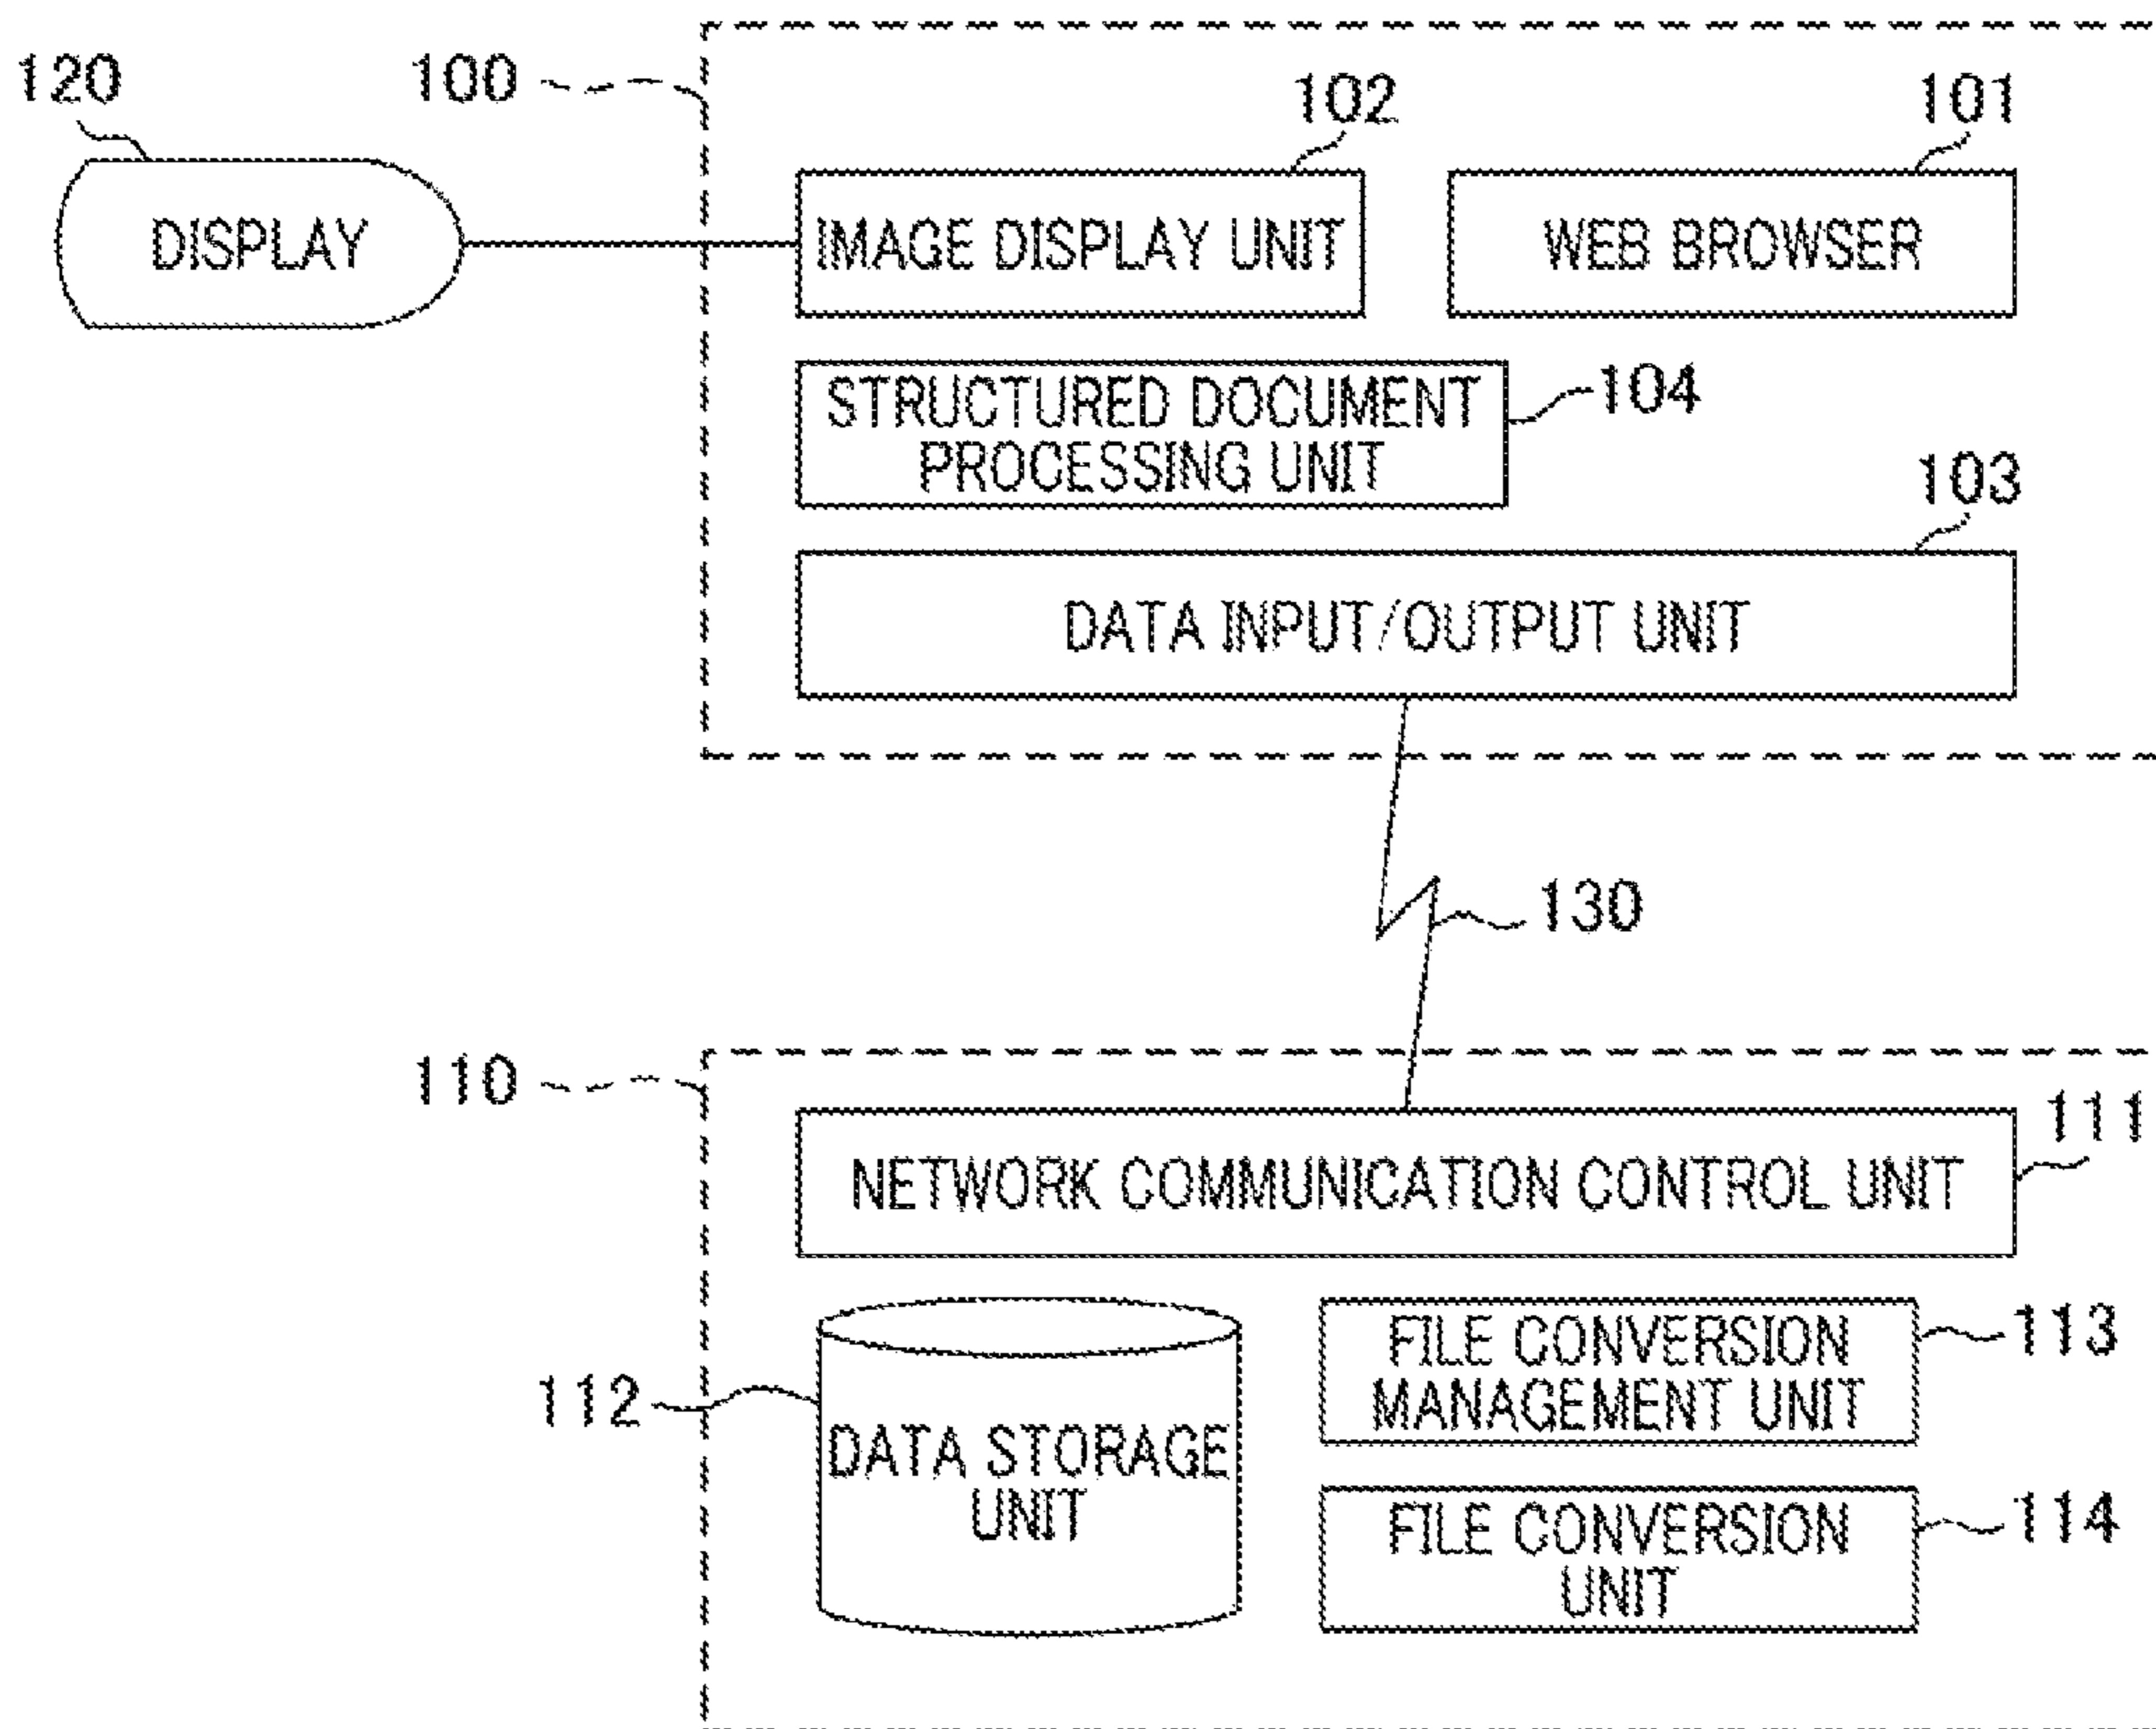 120
100
102
101
DISPLAY
IMAGE DISPLAY UNIT
WEB BROWSER
STRUCTURED DOCUMENT
PROCESSING UNIT
104
103
DATA INPUT/OUTPUT UNIT
130
110
111
NETWORK COMMUNICATION CONTROL UNIT
112
DATA STORAGE
UNIT
FILE CONVERSION
MANAGEMENT UNIT
113
FILE CONVERSION
UNIT
114